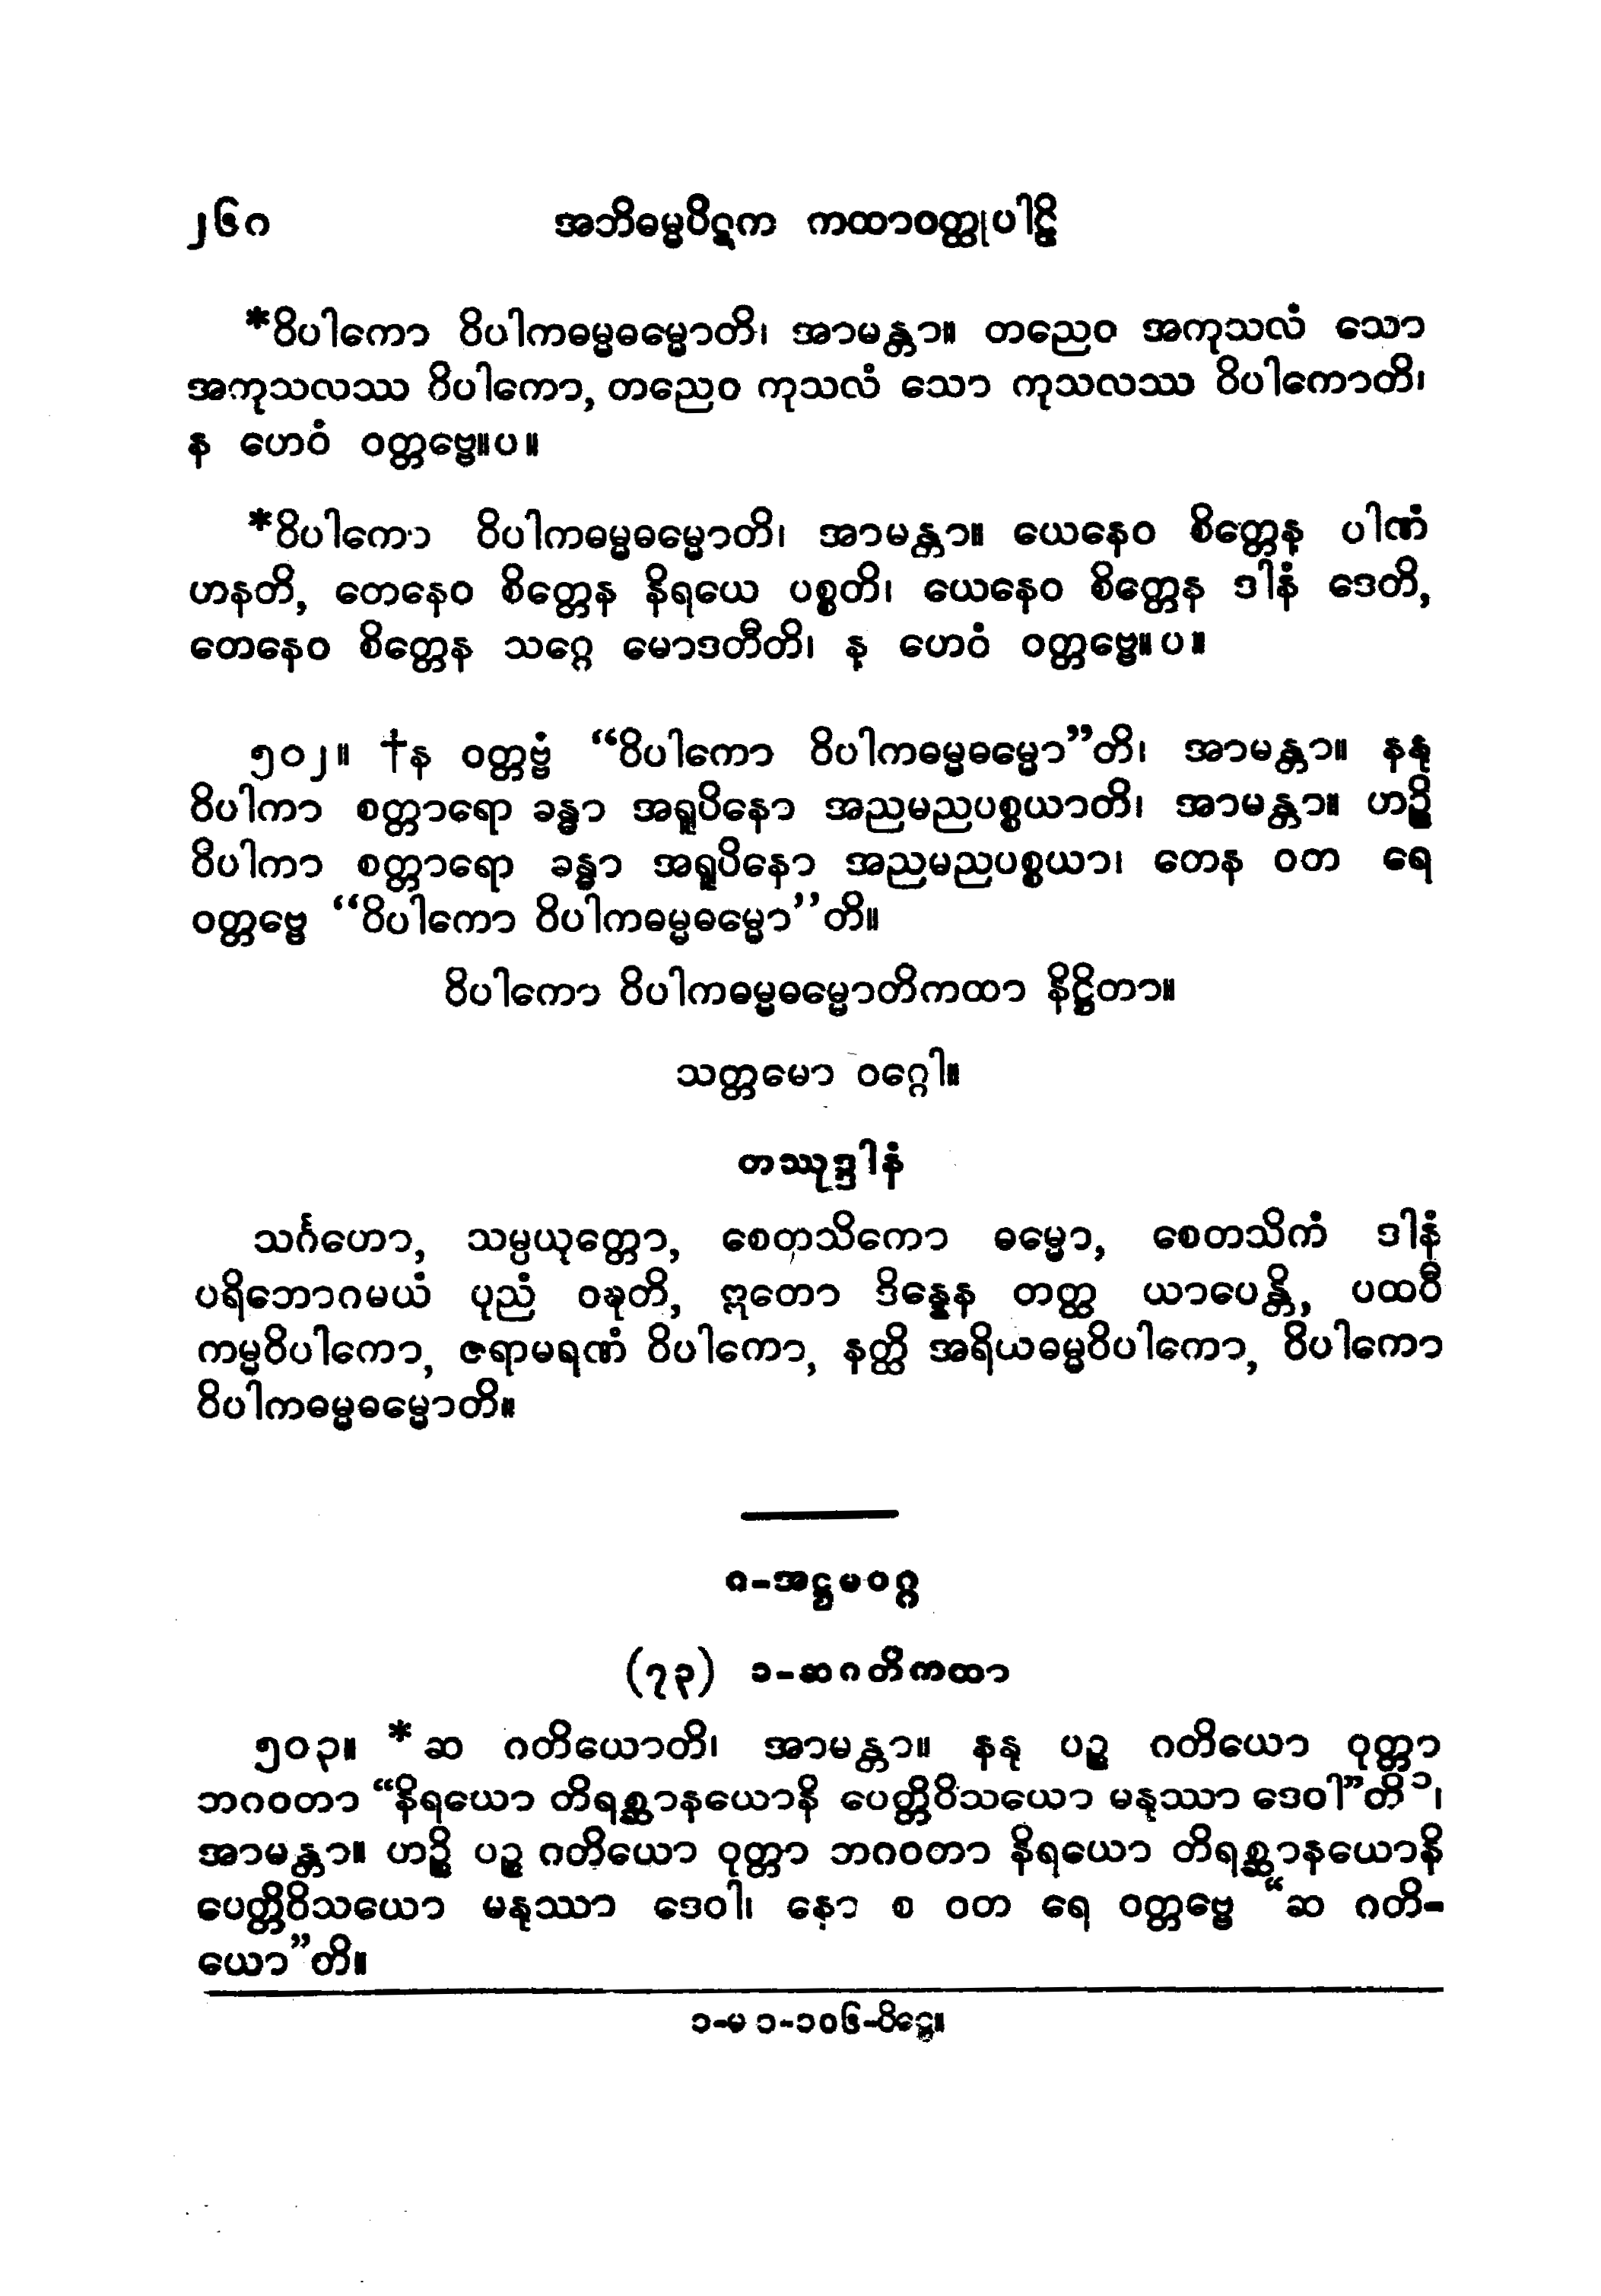 ၂၆၈ အဘိဓမ္မပိဋက ကထာဝတ္ထုပါဠိ
*ဝိပါကော ဝိပါကဓမ္မဓမ္မောတိ၊ အာမန္တာ။ တညေဝ အကုသလံ သော
အကုသလဿ ဝိပါကော, တညေဝ ကုသလံ သော ကုသလဿ ဝိပါကောတိ၊
န ဟေဝံ ဝတ္တဗ္ဗေ။ပ။
*ဝိပါကော ဝိပါကဓမ္မဓမ္မောတိ၊ အာမန္တာ။ ယေနေဝ စိတ္တေန ပါဏံ
ဟနတိ, တေနေဝ စိတ္တေန နိရယေ ပစ္စတိ၊ ယေနေဝ စိတ္တေန ဒါနံ ဒေတိ,
တေနေဝ စိတ္တေန သဂ္ဂေ မောဒတီတိ၊ န ဟေဝံ ဝတ္တဗ္ဗေ။ပ။
၅၀၂။ †န ဝတ္တဗ္ဗံ “ဝိပါကော ဝိပါကဓမ္မဓမ္မော”တိ၊ အာမန္တာ။ နနု
ဝိပါကာ စတ္တာရော ခန္ဓာ အရူပိနော အညမညပစ္စယာတိ၊ အာမန္တာ။ ဟဉ္စိ
ဝိပါကာ စတ္တာရော ခန္ဓာ အရူပိနော အညမညပစ္စယာ၊ တေန ဝတ ရေ
ဝတ္တဗ္ဗေ “ဝိပါကော ဝိပါကဓမ္မဓမ္မော”တိ။
ဝိပါကော ဝိပါကဓမ္မဓမ္မောတိကထာ နိဋ္ဌိတာ။
သတ္တမော ဝဂ္ဂေါ။
တဿုဒ္ဒါနံ
သင်္ဂဟော, သမ္ပယုတ္တော, စေတသိကော ဓမ္မော, စေတသိကံ ဒါနံ
ပရိဘောဂမယံ ပုညံ ဝဍ္ဎတိ, ဣတော ဒိန္နေန တတ္ထ ယာပေန္တိ, ပထဝီ
ကမ္မဝိပါကော, ဇရာမရဏံ ဝိပါကော, နတ္ထိ အရိယဓမ္မဝိပါကော, ဝိပါကော
ဝိပါကဓမ္မဓမ္မောတိ။
၈-အဋ္ဌမဝဂ္ဂ
(၇၃) ၁-ဆဂတိကထာ
၅၀၃။ *ဆ ဂတိယောတိ၊ အာမန္တာ။ နနု ပဉ္စ ဂတိယော ဝုတ္တာ
ဘဂဝတာ “နိရယော တိရစ္ဆာနယောနိ ပေတ္တိဝိသယော မနုဿာ ဒေဝါ”တိ၁၊
အာမန္တာ။ ဟဉ္စိ ပဉ္စ ဂတိယော ဝုတ္တာ ဘဂဝတာ နိရယော တိရစ္ဆာနယောနိ
ပေတ္တိဝိသယော မနုဿာ ဒေဝါ၊ နော စ ဝတ ရေ ဝတ္တဗ္ဗေ “ဆ ဂတိ-
ယော”တိ။
၁-မ ၁-၁၀၆-ပိဋ္ဌေ။